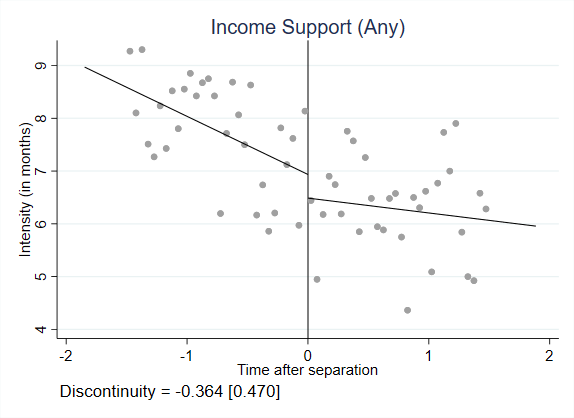 Income Support (Any)
Intensity (in months)
9
8
7
6
5
4
-2 -1 0 1 2
Time after separation
Discontinuity = -0.364 [0.470]